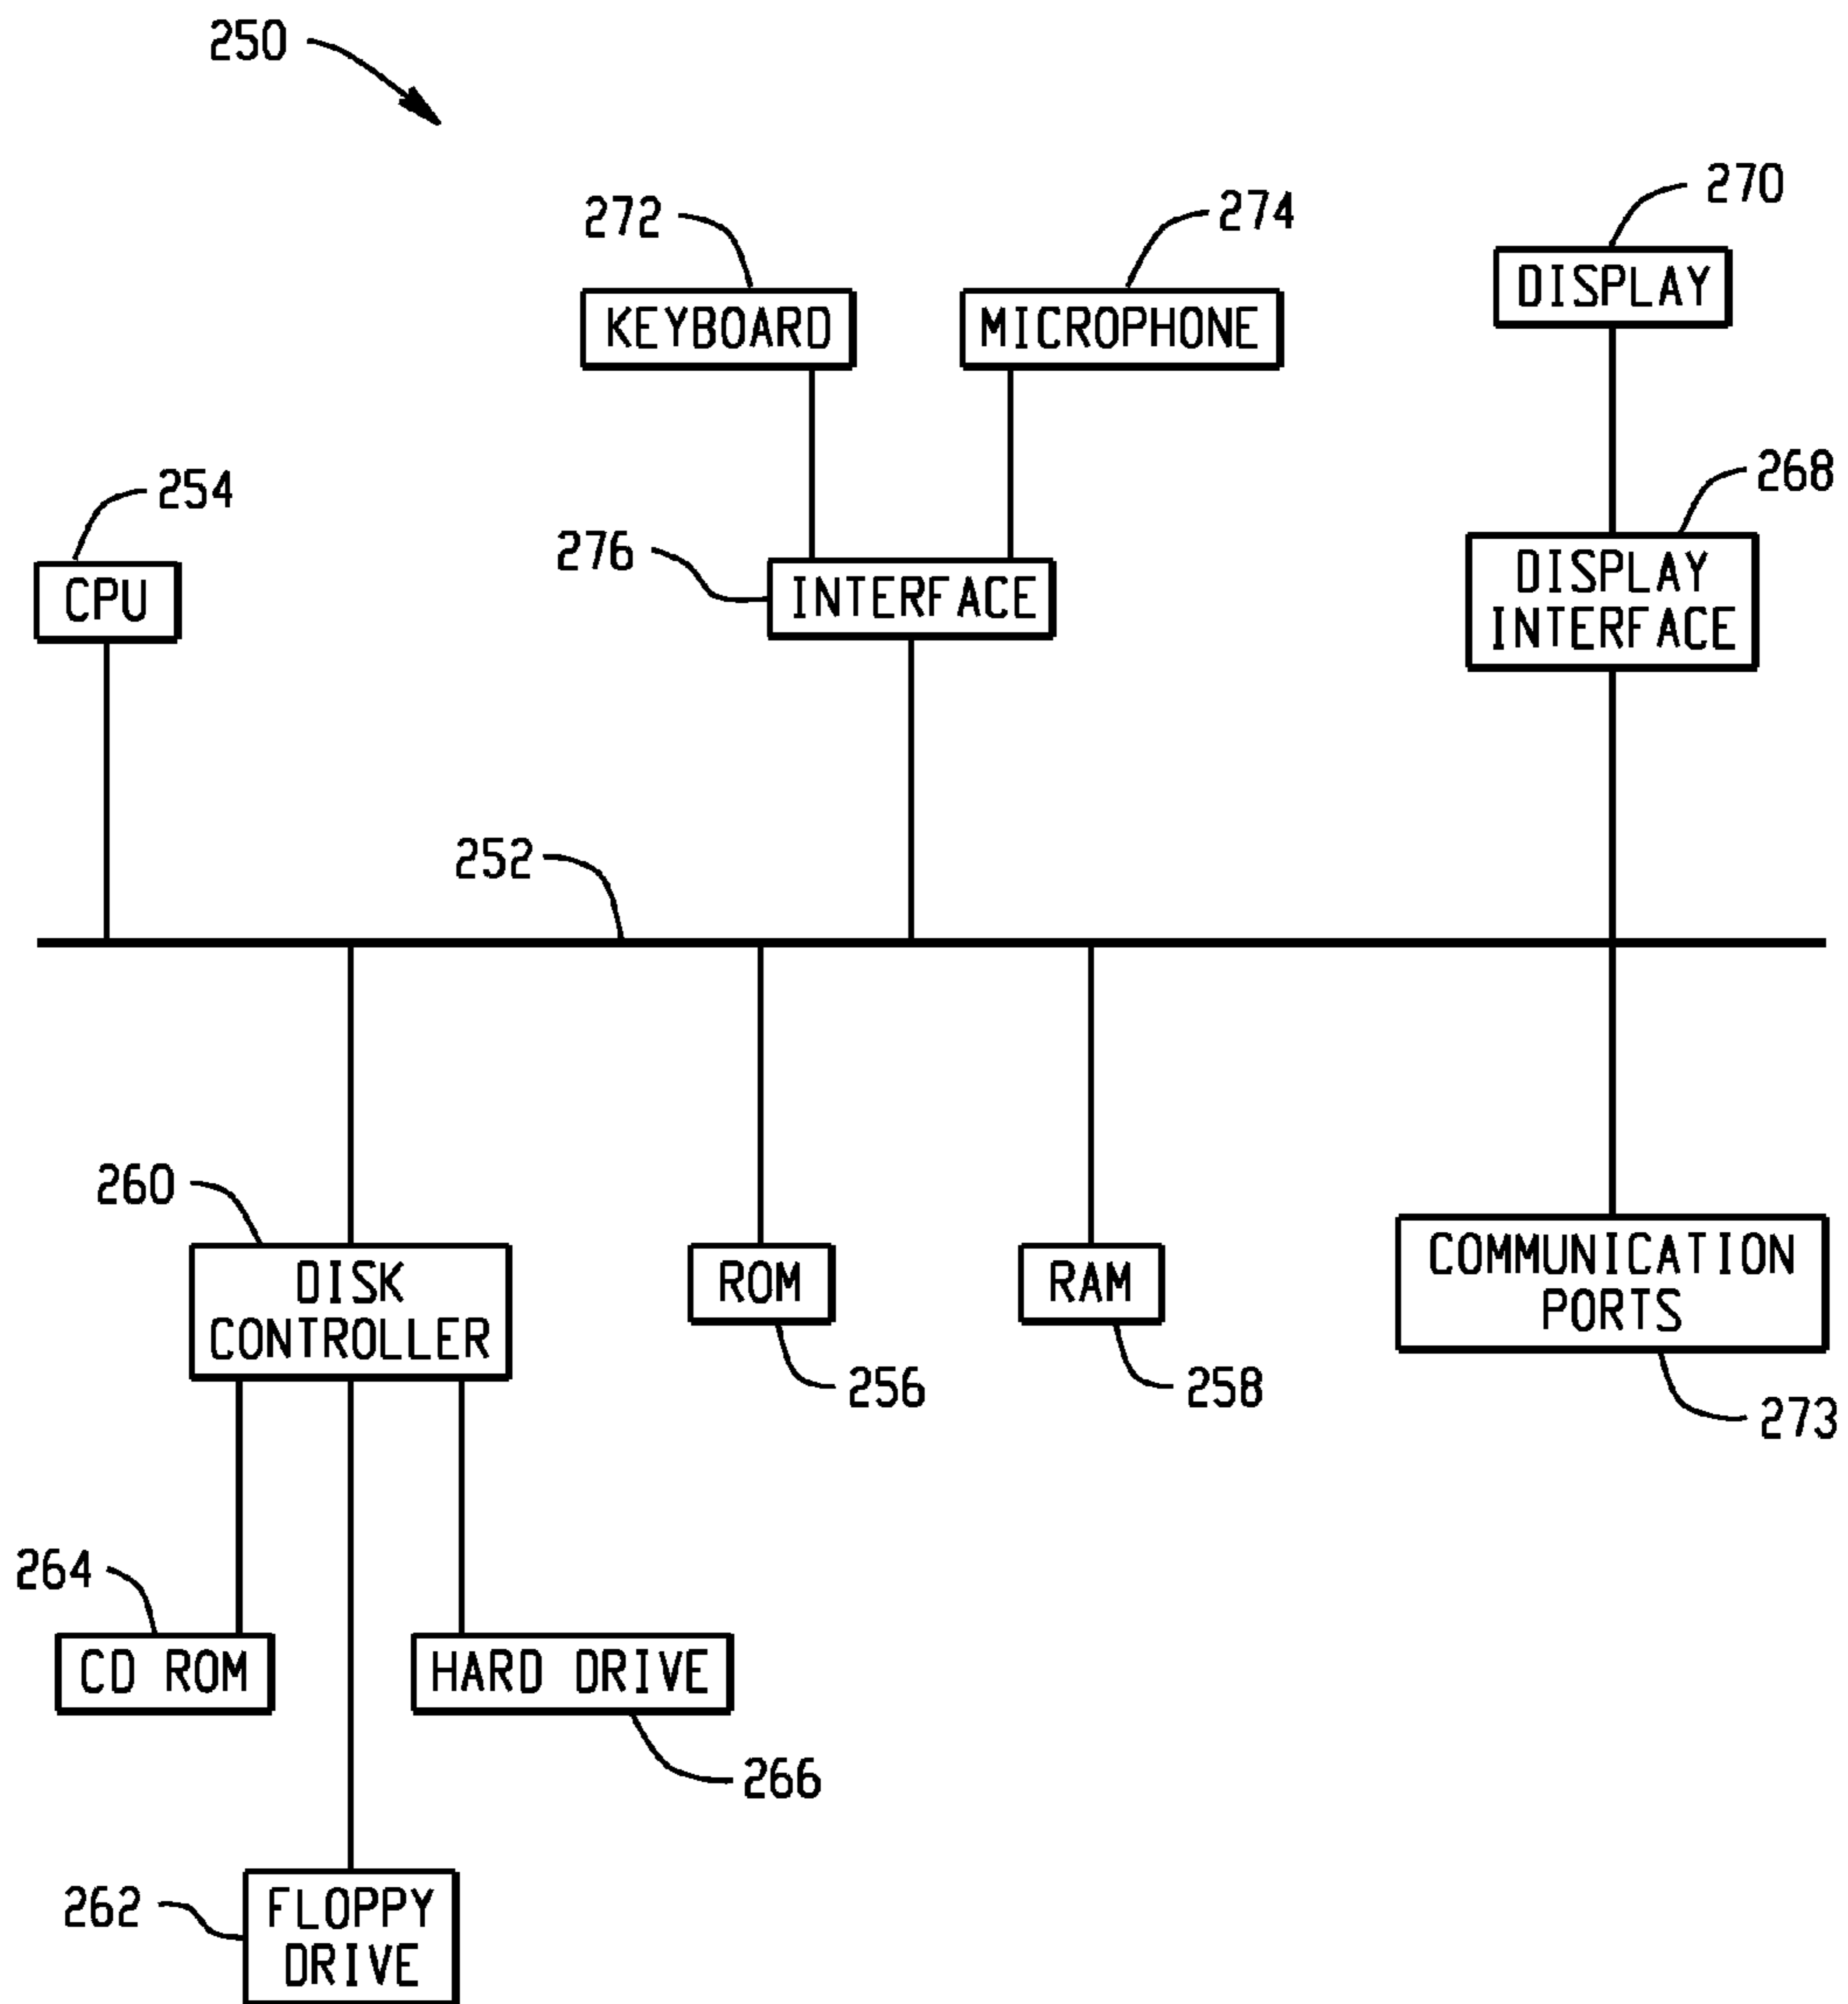 250
270
272
274
DISPLAY
KEYBOARD
MICROPHONE
268
254
276
DISPLAY
INTERFACE
CPU
INTERFACE
252
260
DISK
CONTROLLER
ROM
RAM
COMMUNICATION
PORTS
256
258
273
264
CD ROM
HARD DRIVE
266
262
FLOPPY
DRIVE